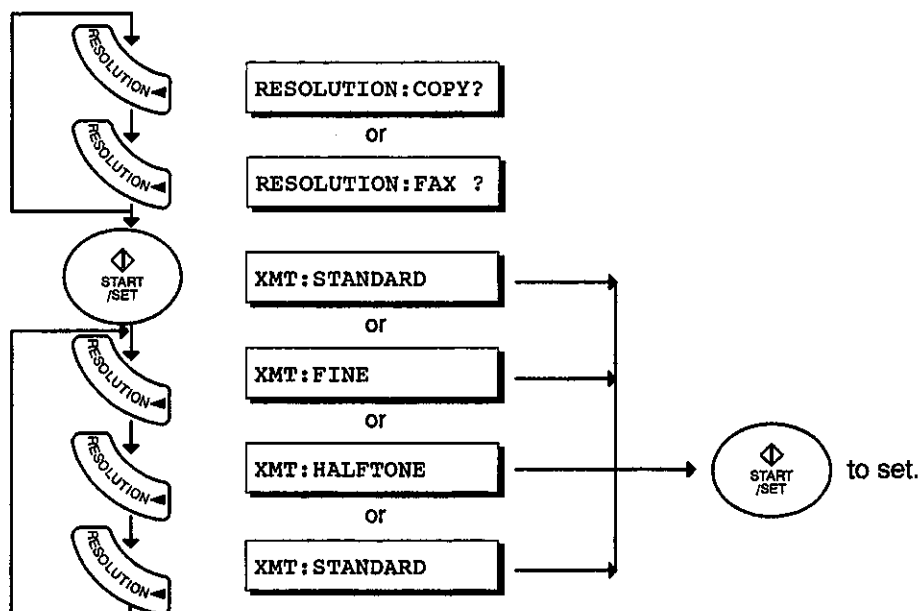 RESOLUTION
RESOLUTION:COPY?
or
RESOLUTION
RESOLUTION:FAX ?
START
/SET
XMT:STANDARD
or
RESOLUTION
XMT:FINE
or
RESOLUTION
XMT:HALFTONE
START
/SET
to set.
or
RESOLUTION
XMT:STANDARD